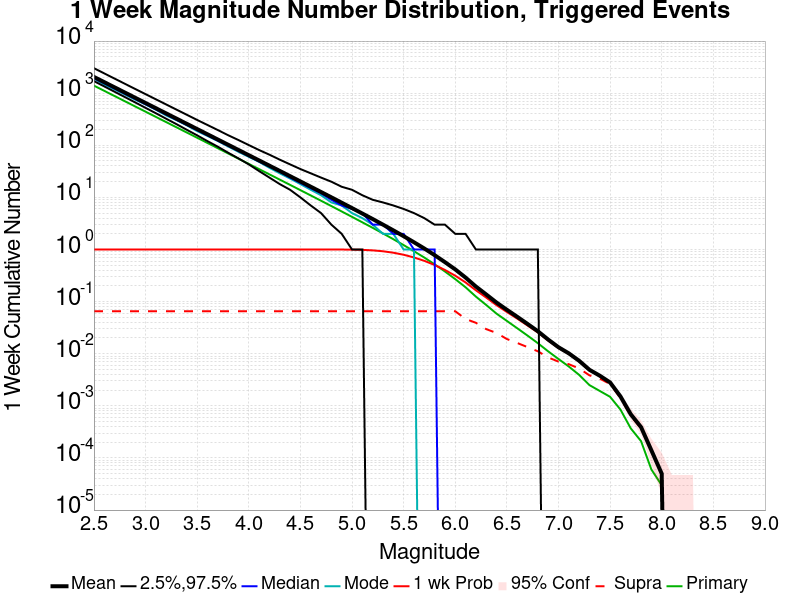 1 Week Magnitude Number Distribution, Triggered Events
1 Week Cumulative Number
10^4
10^3
10^2
10^1
10^0
10^-1
10^-2
10^-3
10^-4
10^-5
2.5 3.0 3.5 4.0 4.5 5.0 5.5 6.0 6.5 7.0 7.5 8.0 8.5 9.0
Magnitude
Mean 2.5%,97.5% Median Mode 1 wk Prob 95% Conf Supra Primary